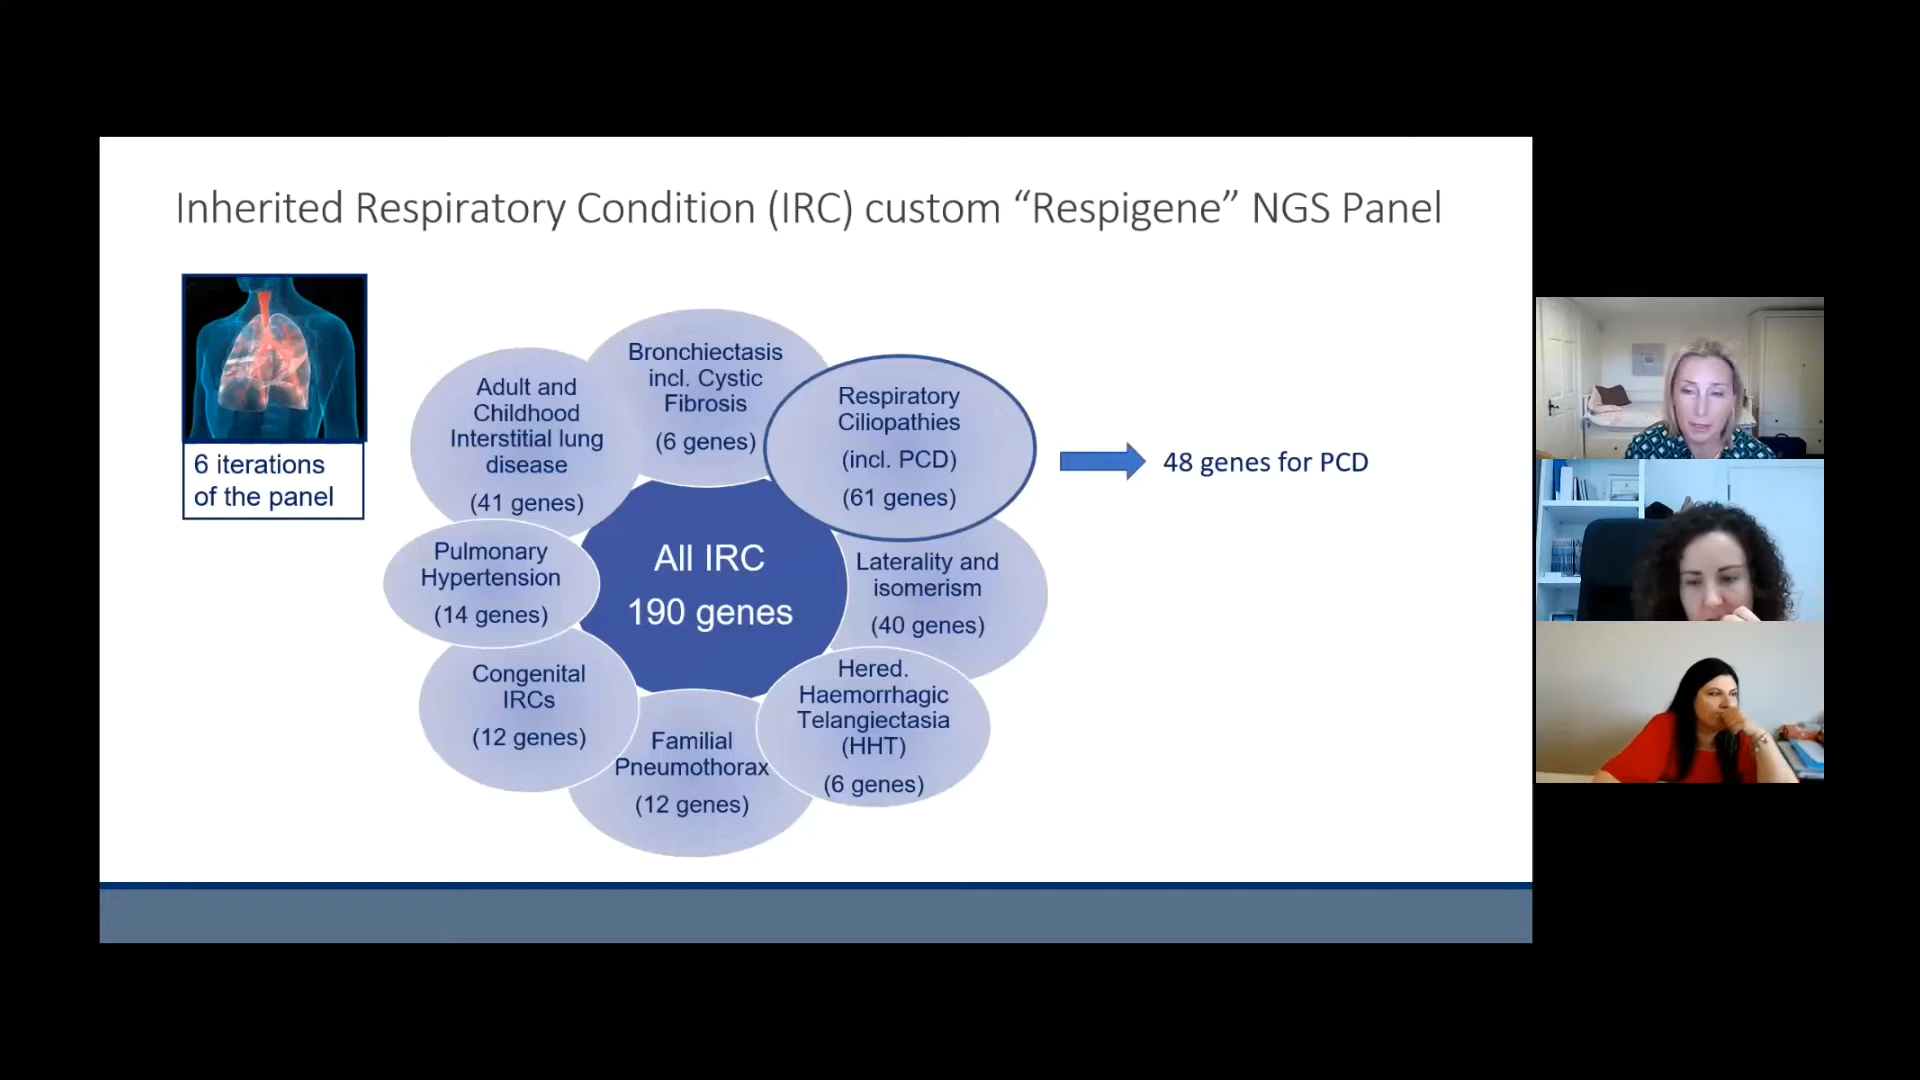 Inherited Respiratory Condition (IRC) custom “Respigene” NGS Panel
6 iterations
of the panel
Bronchiectasis
incl. Cystic
Fibrosis
(6 genes)
Respiratory
Ciliopathies
(incl. PCD)
(61 genes)
48 genes for PCD
Adult and
Childhood
Interstitial lung
disease
(41 genes)
All IRC
190 genes
Laterality and
isomerism
(40 genes)
Pulmonary
Hypertension
(14 genes)
Hered.
Haemorrhagic
Telangiectasia
(HHT)
(6 genes)
Congenital
IRCs
(12 genes)
Familial
Pneumothorax
(12 genes)